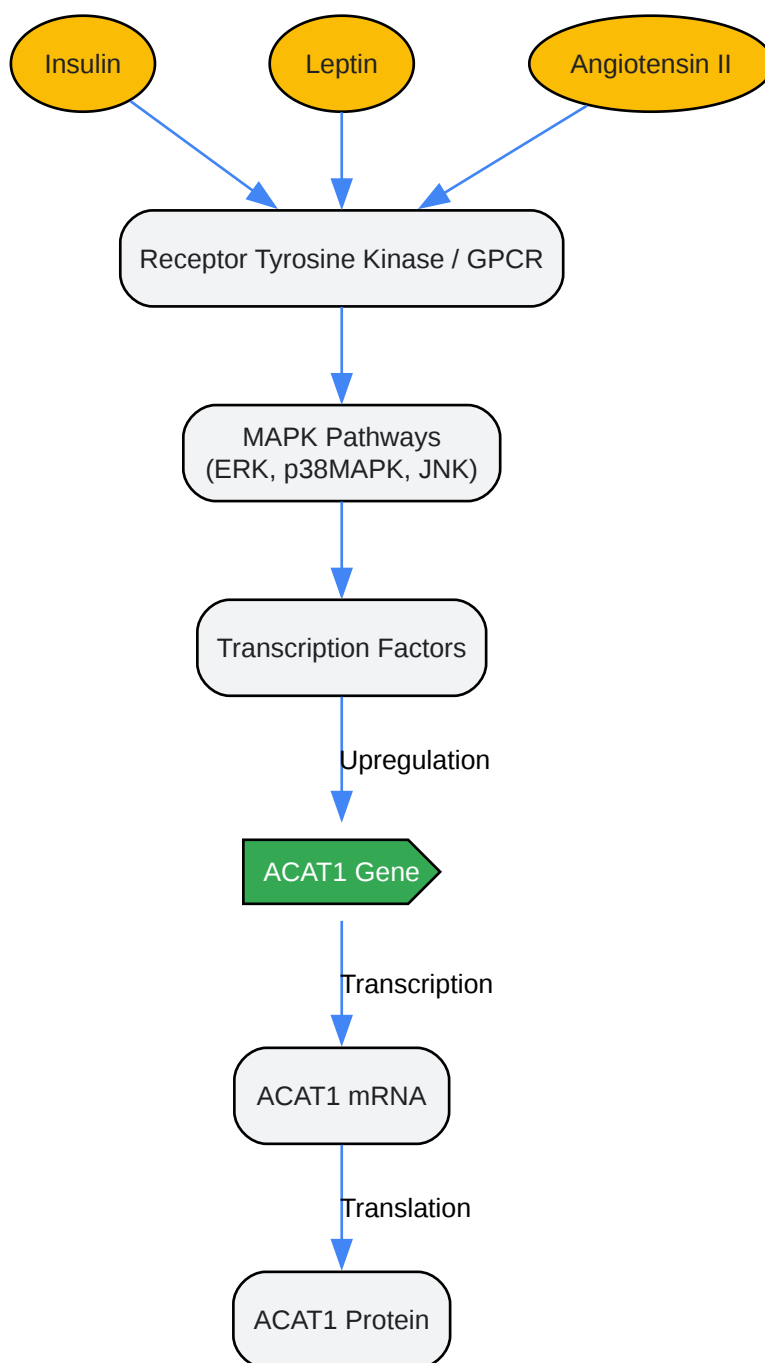 Insulin
Leptin
Angiotensin II
Receptor Tyrosine Kinase / GPCR
MAPK Pathways
(ERK, p38MAPK, JNK)
Transcription Factors
Upregulation
ACAT1 Gene
Transcription
ACAT1 mRNA
Translation
ACAT1 Protein